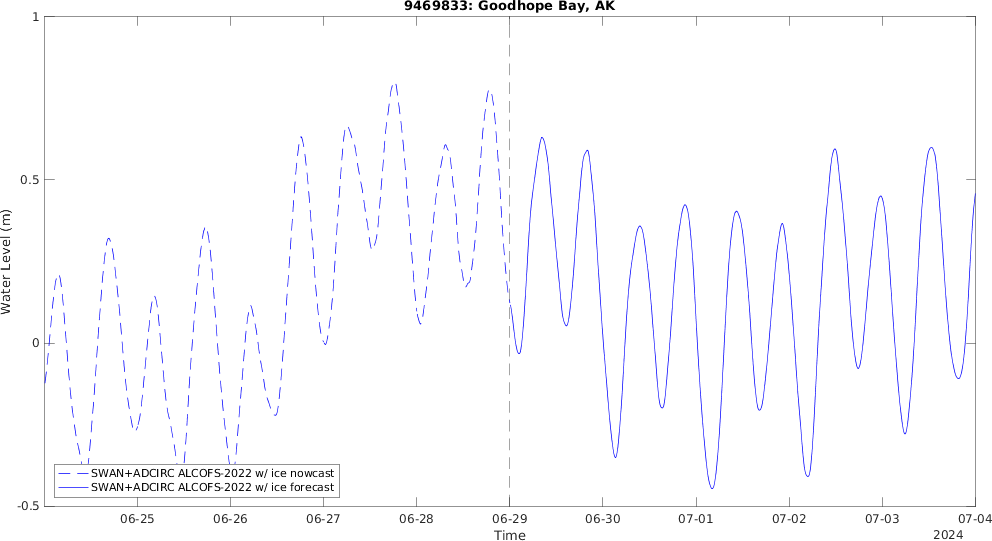 9469833: Goodhope Bay, AK
1
0.5
0
-0.5
Water Level (m)
SWAN+ADCIRC ALCOFS-2022 w/ ice nowcast
SWAN+ADCIRC ALCOFS-2022 w/ ice forecast
06-25 06-26 06-27 06-28 06-29 06-30 07-01 07-02 07-03 07-04
Time
2024